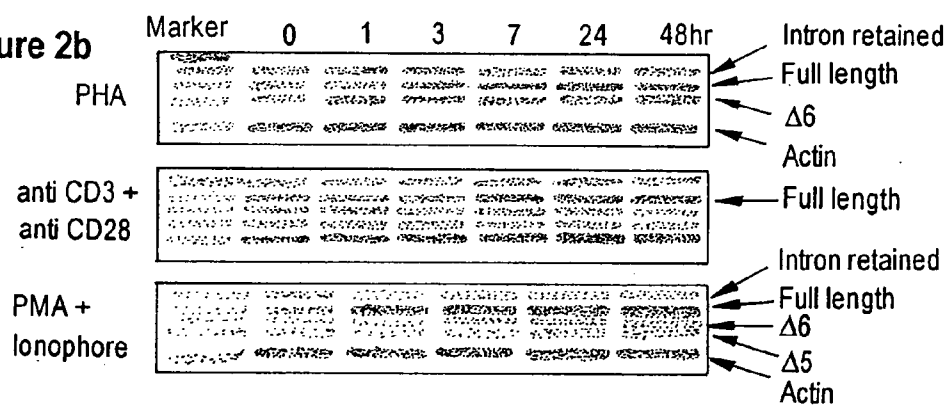 ure 2b
Marker 0 1 3 7 24 48hr
PHA
Intron retained
Full length
Δ6
Actin
anti CD3 +
anti CD28
Full length
PMA +
Ionophore
Intron retained
Full length
Δ6
Δ5
Actin